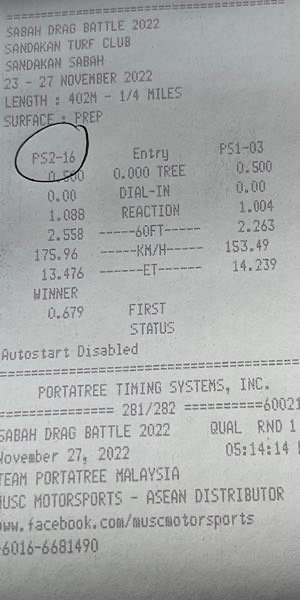 SABAH DRAG BATTLE 2022
SANDAKAN TURF CLUB
SANDAKAN SABAH
23 - 27 NOVEMBER 2022
LENGTH : 402M - 1/4 MILES
SURFACE : PREP
PS2-16 Entry PS1-03
0.500 0.000 TREE 0.500
0.00 DIAL-IN 0.00
1.088 REACTION 1.004
2.558 -----60FT----- 2.263
175.96 -----KM/H----- 153.49
13.476 ------ET------ 14.239
WINNER
0.679 FIRST
STATUS
Autostart Disabled
PORTATREE TIMING SYSTEMS, INC.
============ 281/282 ==========60021
SABAH DRAG BATTLE 2022 QUAL RND 1
November 27, 2022 05:14:14
TEAM PORTATREE MALAYSIA
MUSC MOTORSPORTS - ASEAN DISTRIBUTOR
www.facebook.com/muscmotorsports
6016-6681490